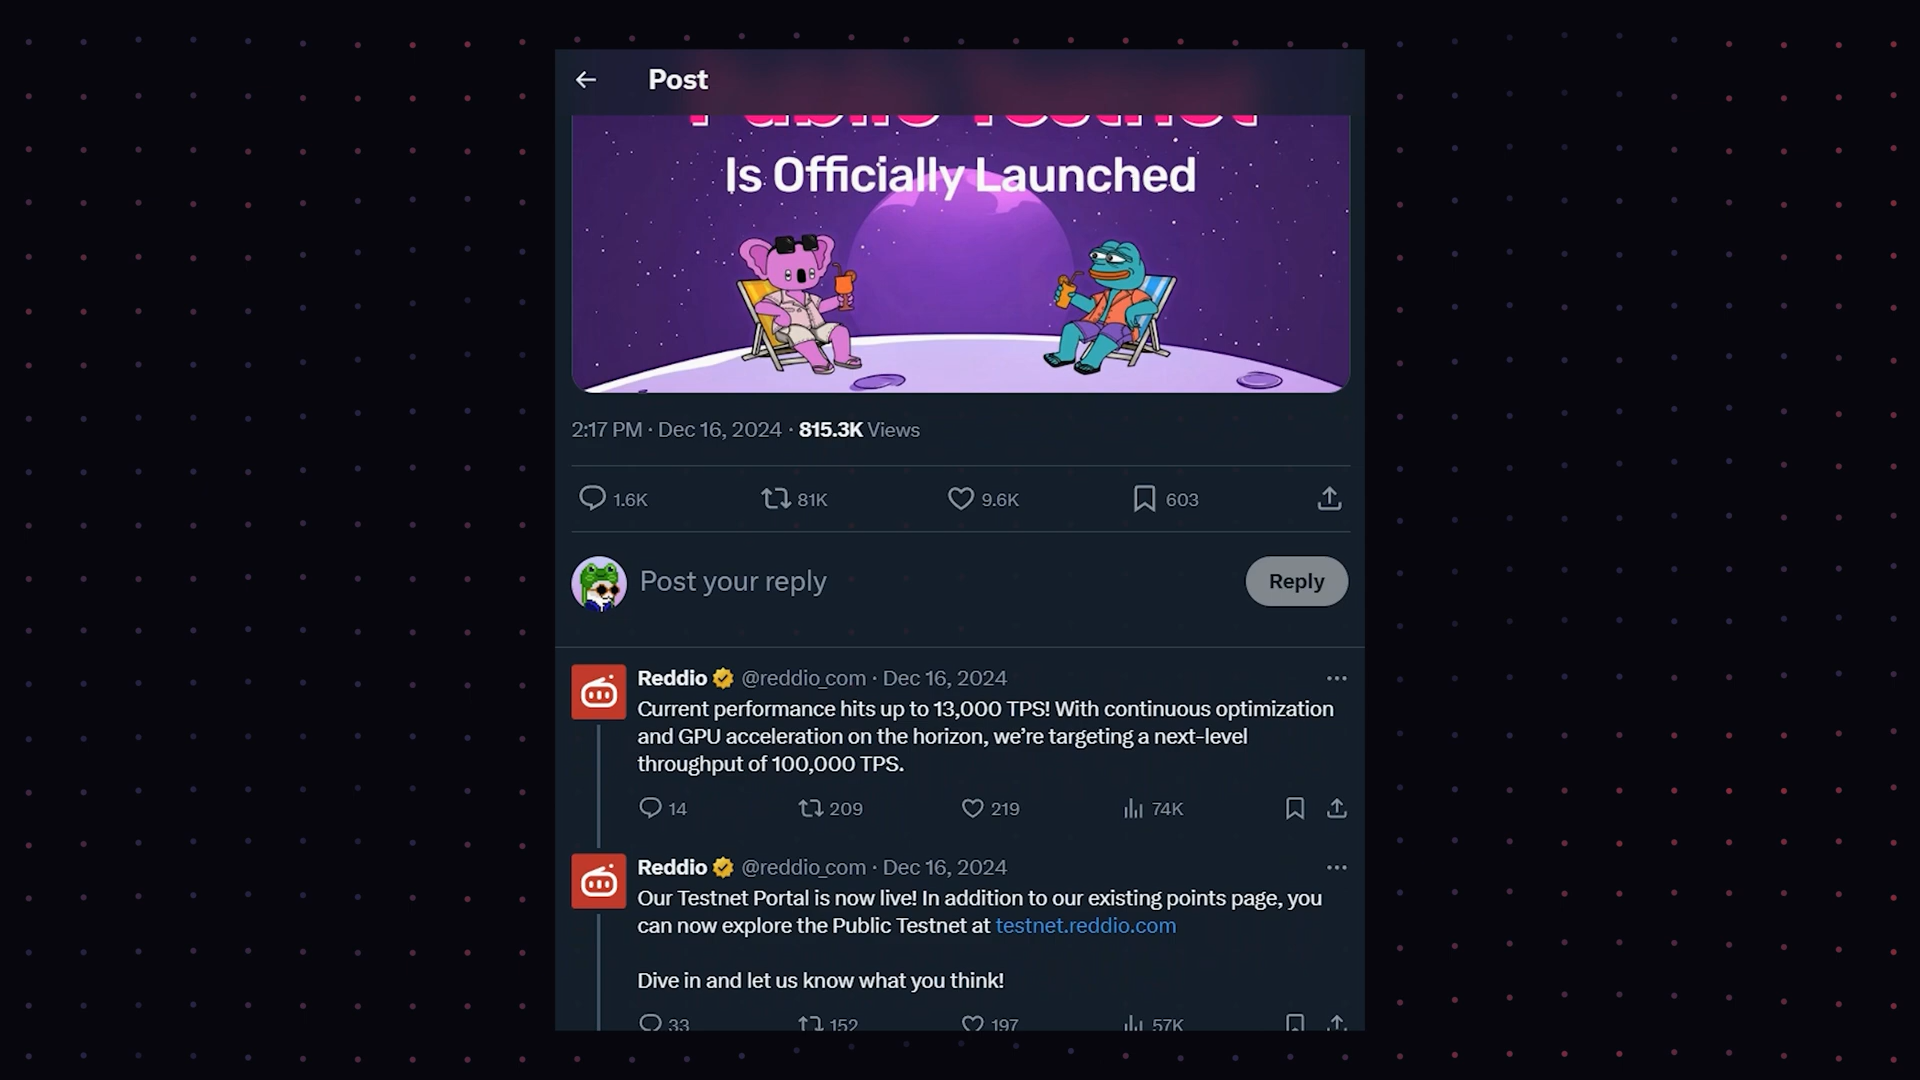 Post
Public Testnet
Is Officially Launched
2:17 PM · Dec 16, 2024 · 815.3K Views
1.6K 81K 9.6K 603
Post your reply
Reply
Reddio @reddio_com · Dec 16, 2024
Current performance hits up to 13,000 TPS! With continuous optimization
and GPU acceleration on the horizon, we’re targeting a next-level
throughput of 100,000 TPS.
14 209 219 74K
Reddio @reddio_com · Dec 16, 2024
Our Testnet Portal is now live! In addition to our existing points page, you
can now explore the Public Testnet at testnet.reddio.com
Dive in and let us know what you think!
33 152 197 57K